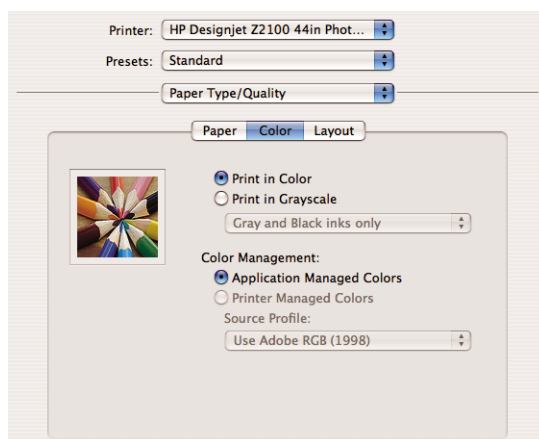 Printer: HP Designjet Z2100 44in Phot...
Presets: Standard
Paper Type/Quality
Paper Color Layout
Print in Color
Print in Grayscale
Gray and Black inks only
Color Management:
Application Managed Colors
Printer Managed Colors
Source Profile:
Use Adobe RGB (1998)